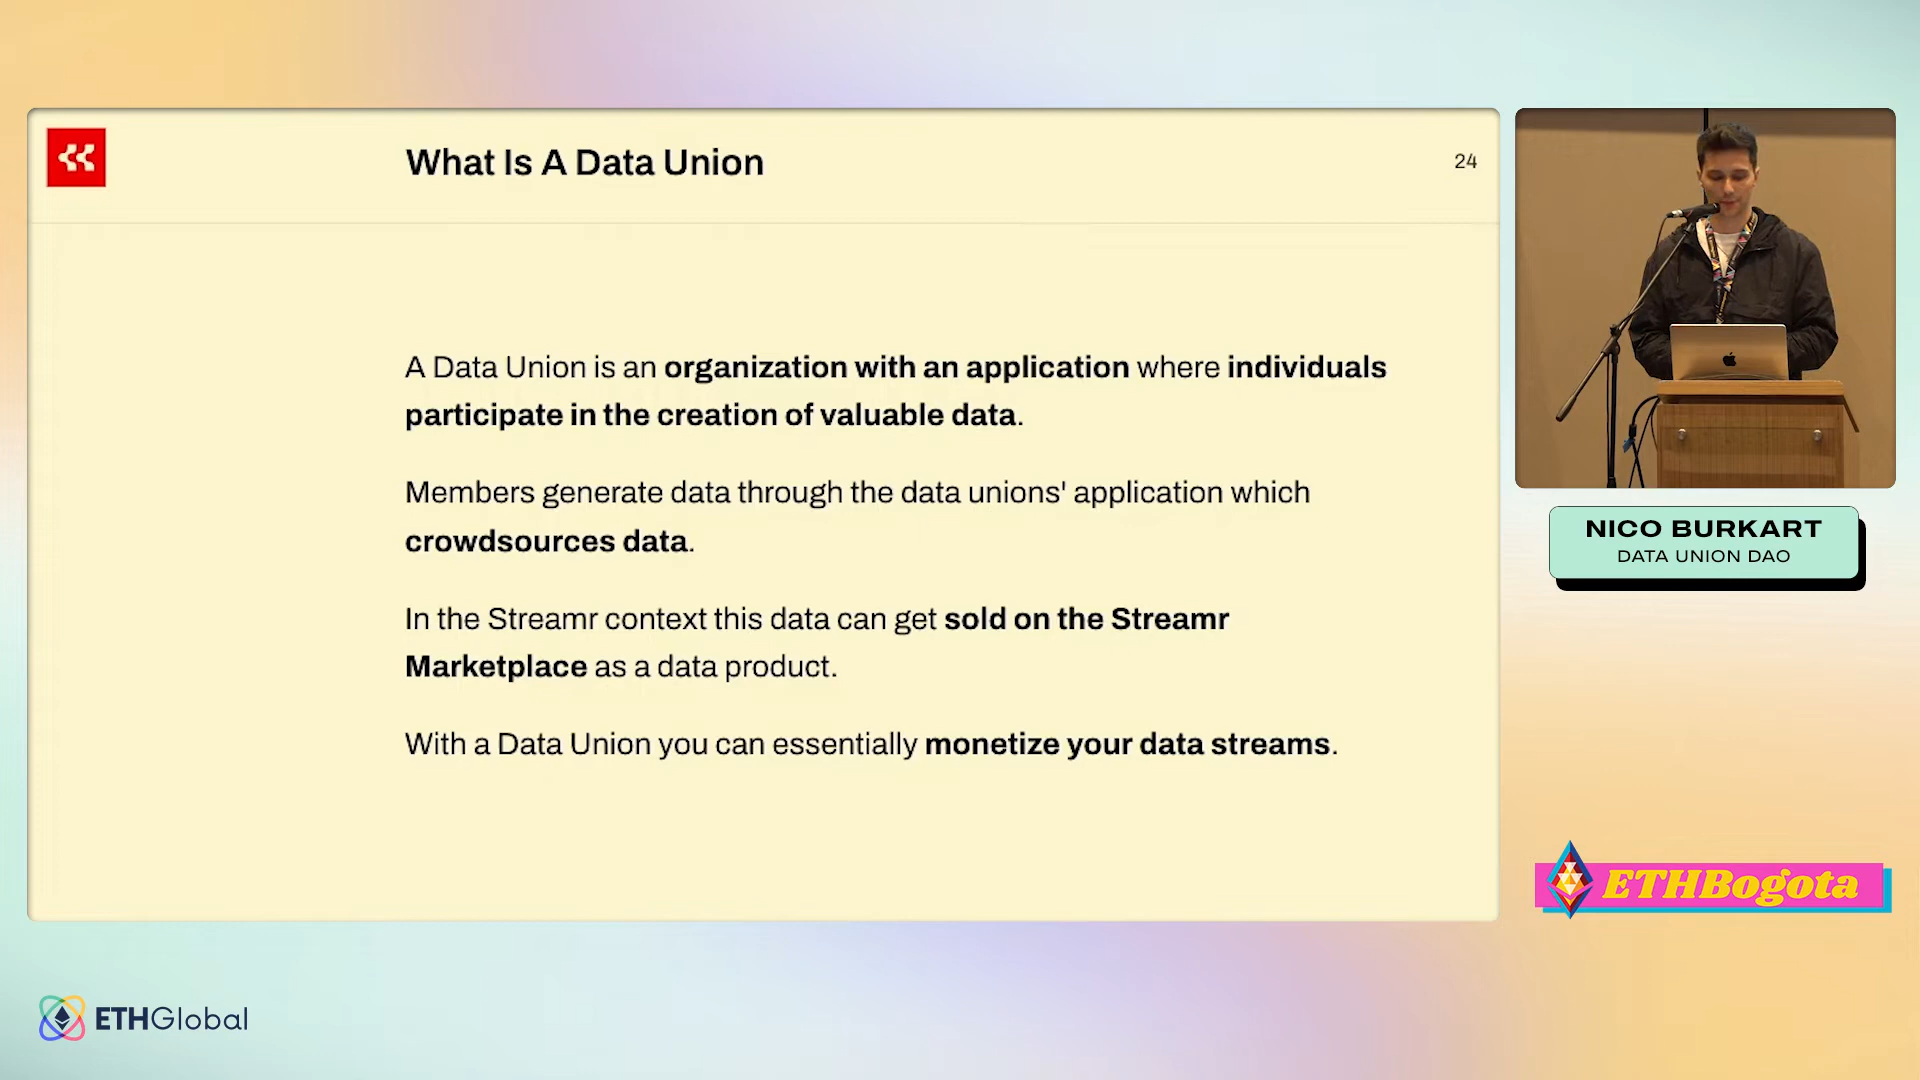 What Is A Data Union
24
A Data Union is an organization with an application where individuals
participate in the creation of valuable data.
Members generate data through the data unions' application which
crowdsources data.
In the Streamr context this data can get sold on the Streamr
Marketplace as a data product.
With a Data Union you can essentially monetize your data streams.
NICO BURKART
DATA UNION DAO
ETHBogota
ETHGlobal